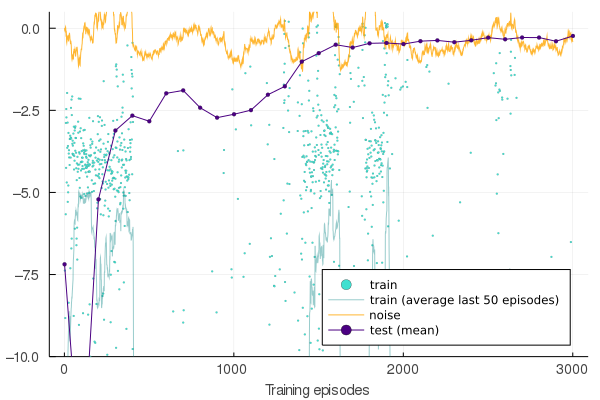 0.0
−2.5
−5.0
−7.5
−10.0
train
train (average last 50 episodes)
noise
test (mean)
0
1000
2000
3000
Training episodes